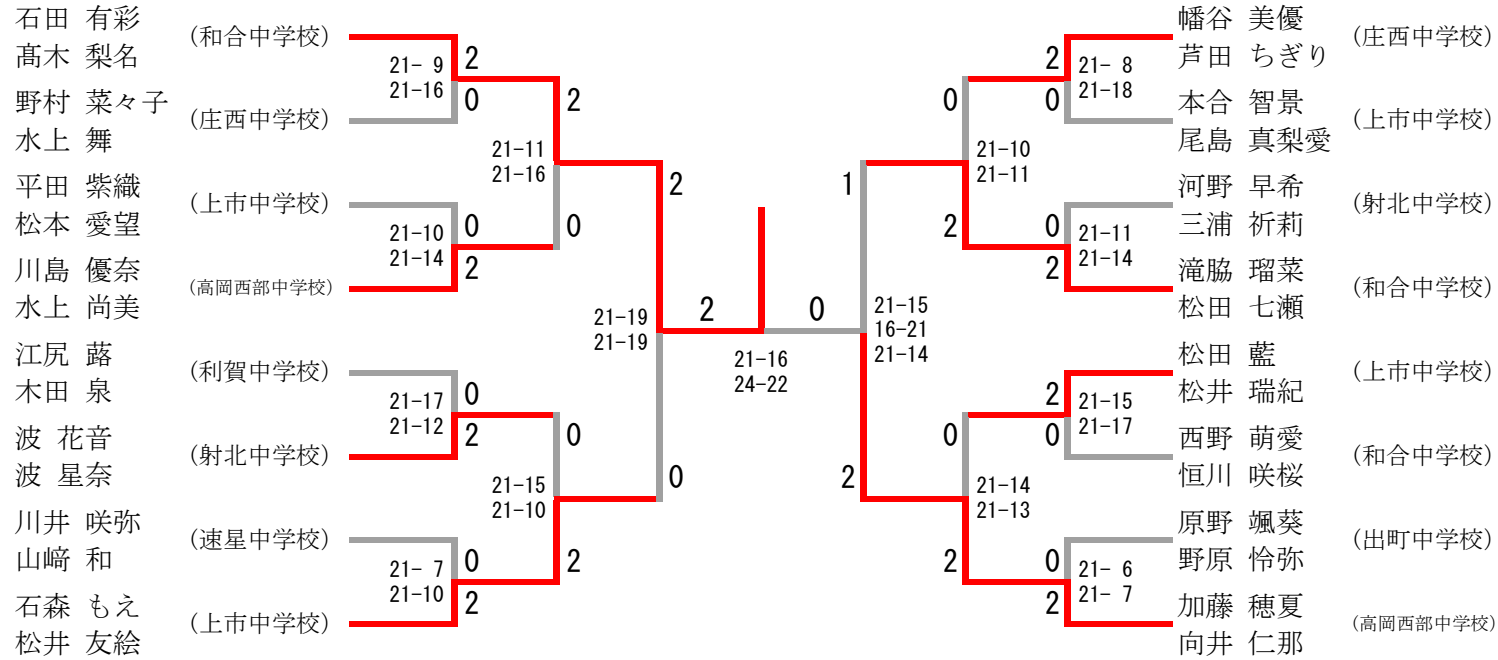 石田 有彩
髙木 梨名
(和合中学校)
野村 菜々子
水上 舞
(庄西中学校)
21- 9
21-16
2
0
平田 紫織
松本 愛望
(上市中学校)
川島 優奈
水上 尚美
(高岡西部中学校)
21-10
21-14
0
2
21-11
21-16
2
0
江尻 蕗
木田 泉
(利賀中学校)
波 花音
波 星奈
(射北中学校)
21-17
21-12
0
2
川井 咲弥
山﨑 和
(速星中学校)
石森 もえ
松井 友絵
(上市中学校)
21- 7
21-10
0
2
21-15
21-10
0
2
21-19
21-19
2
0
2
0
21-16
24-22
幡谷 美優
芦田 ちぎり
(庄西中学校)
本合 智景
尾島 真梨愛
(上市中学校)
2
0
21- 8
21-18
河野 早希
三浦 祈莉
(射北中学校)
滝脇 瑠菜
松田 七瀬
(和合中学校)
0
2
21-11
21-14
0
2
21-10
21-11
松田 藍
松井 瑞紀
(上市中学校)
西野 萌愛
恒川 咲桜
(和合中学校)
2
0
21-15
21-17
原野 颯葵
野原 怜弥
(出町中学校)
加藤 穂夏
向井 仁那
(高岡西部中学校)
0
2
21- 6
21- 7
0
2
21-14
21-13
1
2
21-15
16-21
21-14